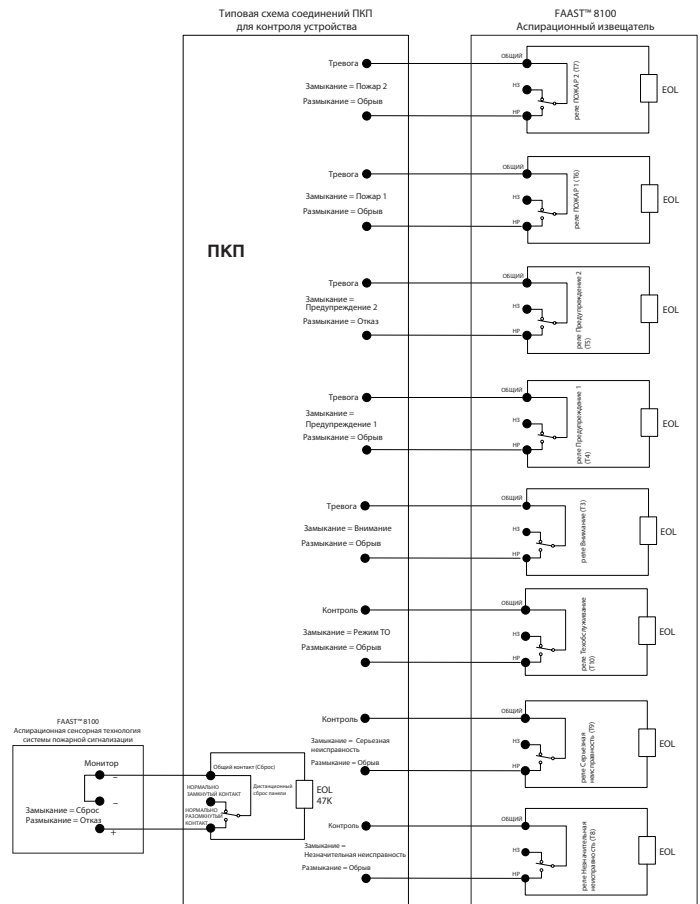 Типовая схема соединений ПКП
для контроля устройства
FAAST™ 8100
Аспирационный извещатель
ПКП
Тревога
Замыкание = Пожар 2
Размыкание = Обрыв
ОБЩИЙ
НЗ
НР
реле ПОЖАР 2 (T7)
EOL
Тревога
Замыкание = Пожар 1
Размыкание = Обрыв
ОБЩИЙ
НЗ
НР
реле ПОЖАР 1 (T6)
EOL
Тревога
Замыкание =
Предупреждение 2
Размыкание = Отказ
ОБЩИЙ
НЗ
НР
реле Предупреждение 2
(T5)
EOL
Тревога
Замыкание =
Предупреждение 1
Размыкание = Обрыв
ОБЩИЙ
НЗ
НР
реле Предупреждение 1
(T4)
EOL
Тревога
Замыкание = Внимание
Размыкание = Обрыв
ОБЩИЙ
НЗ
НР
реле Внимание (T3)
EOL
Контроль
Замыкание = Режим ТО
Размыкание = Обрыв
ОБЩИЙ
НЗ
НР
реле Техобслуживание
(T10)
EOL
Контроль
Замыкание = Серьезная
неисправность
Размыкание = Обрыв
ОБЩИЙ
НЗ
НР
реле Серьезная
неисправность (T9)
EOL
Контроль
Замыкание =
Незначительная неисправность
Размыкание = Обрыв
ОБЩИЙ
НЗ
НР
реле Незначительная
неисправность (T8)
EOL
FAAST™ 8100
Аспирационная сенсорная технология
системы пожарной сигнализации
Монитор
–
–
Замыкание = Сброс
Размыкание = Отказ
+
Общий контакт (Сброс)
НОРМАЛЬНО
ЗАМКНУТЫЙ КОНТАКТ
НОРМАЛЬНО
РАЗОМКНУТЫЙ
КОНТАКТ
Дистанционный
сброс панели
EOL
47K